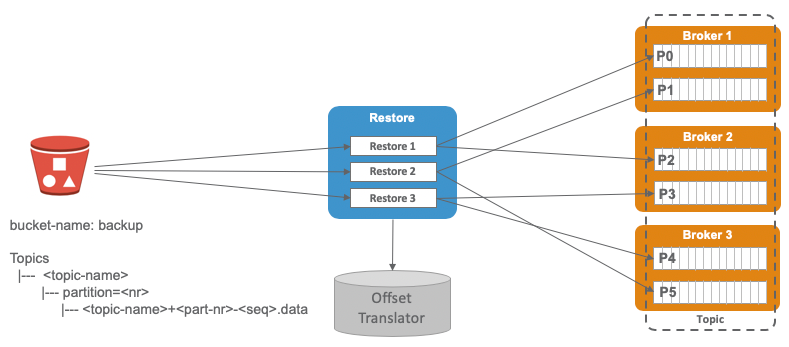 bucket-name: backup
Topics
|--- <topic-name>
|--- partition=<nr>
|--- <topic-name>+<part-nr>-<seq>.data
Restore
Restore 1
Restore 2
Restore 3
Offset
Translator
Broker 1
P0
P1
Broker 2
P2
P3
Broker 3
P4
P5
Topic